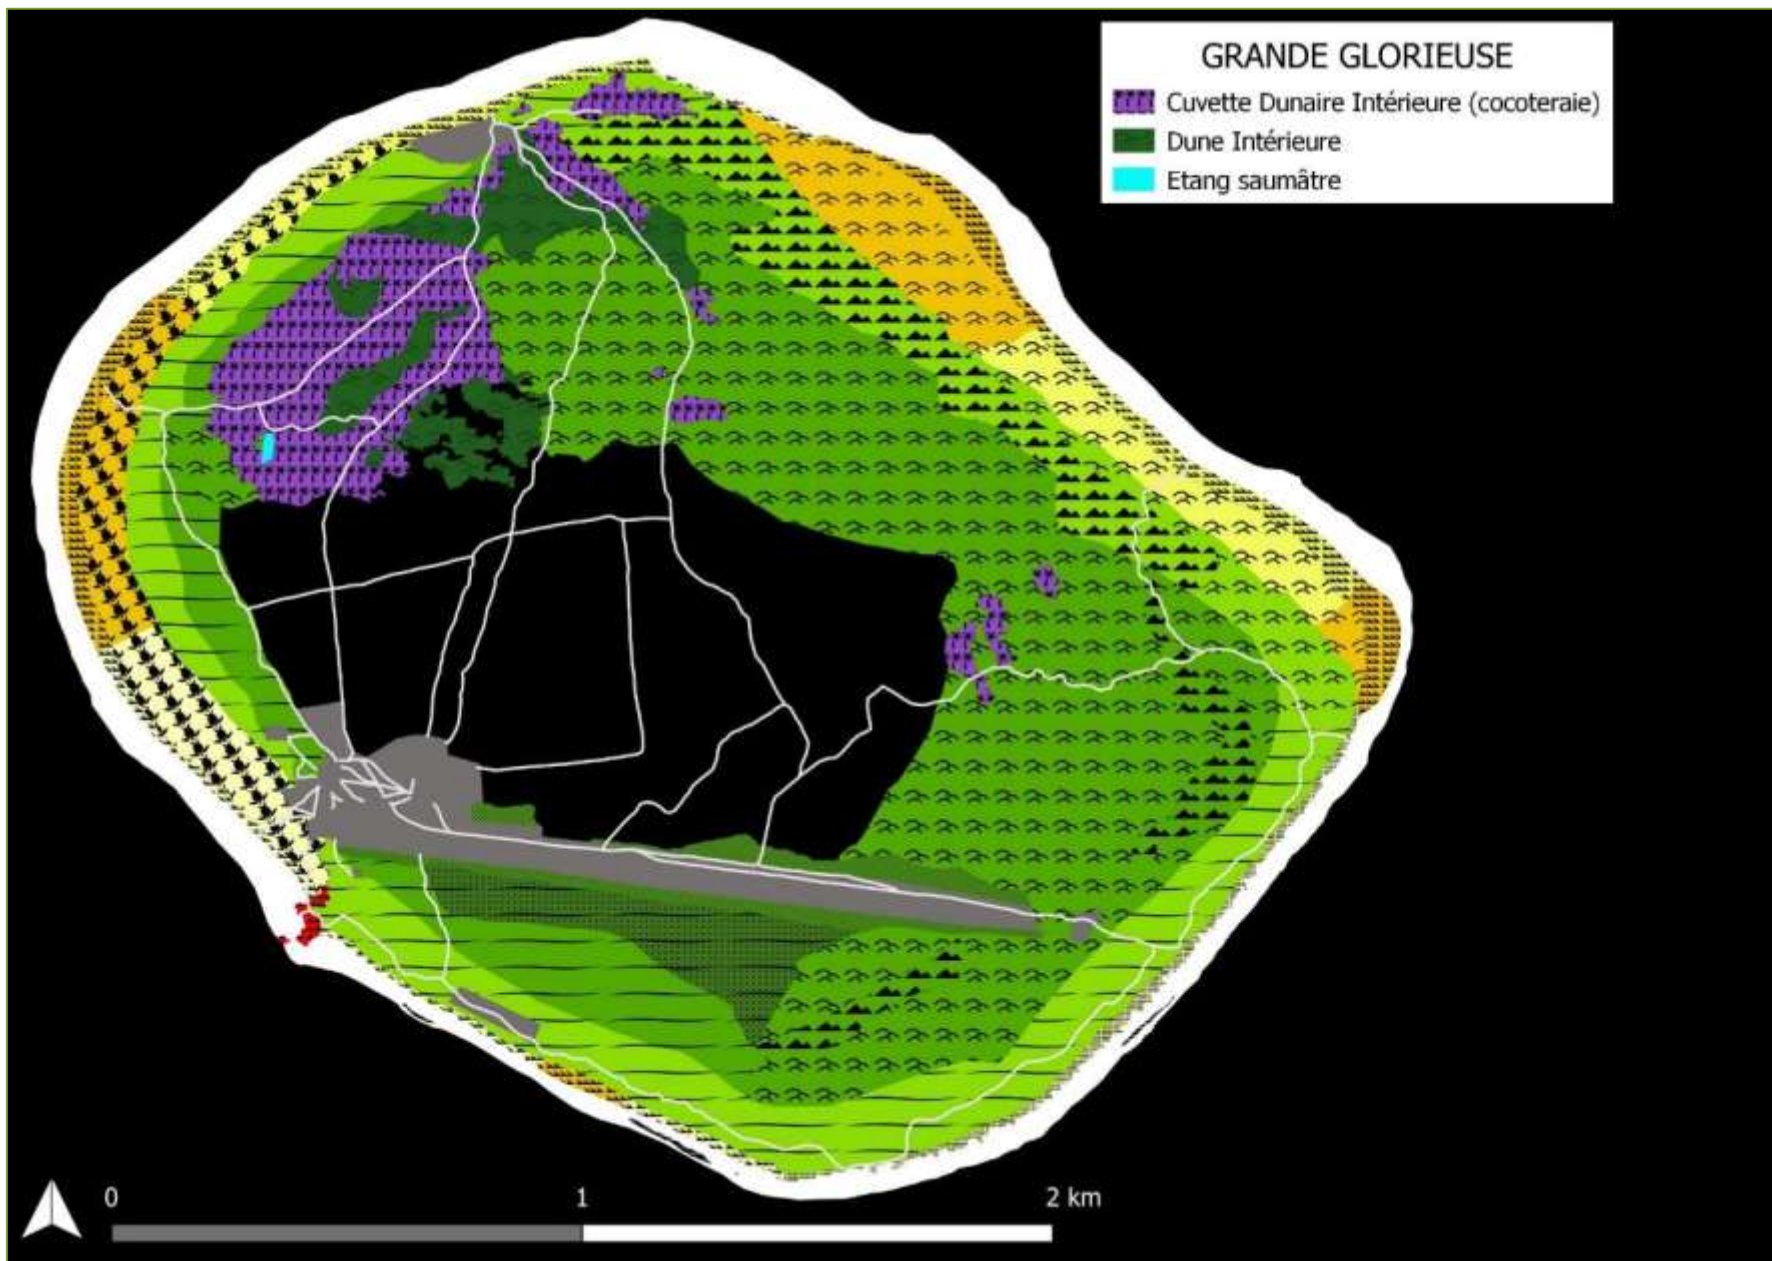 GRANDE GLORIEUSE
Cuvette Dunaire Intérieure (cocoteraie)
Dune Intérieure
Etang saumâtre
0 1 2 km